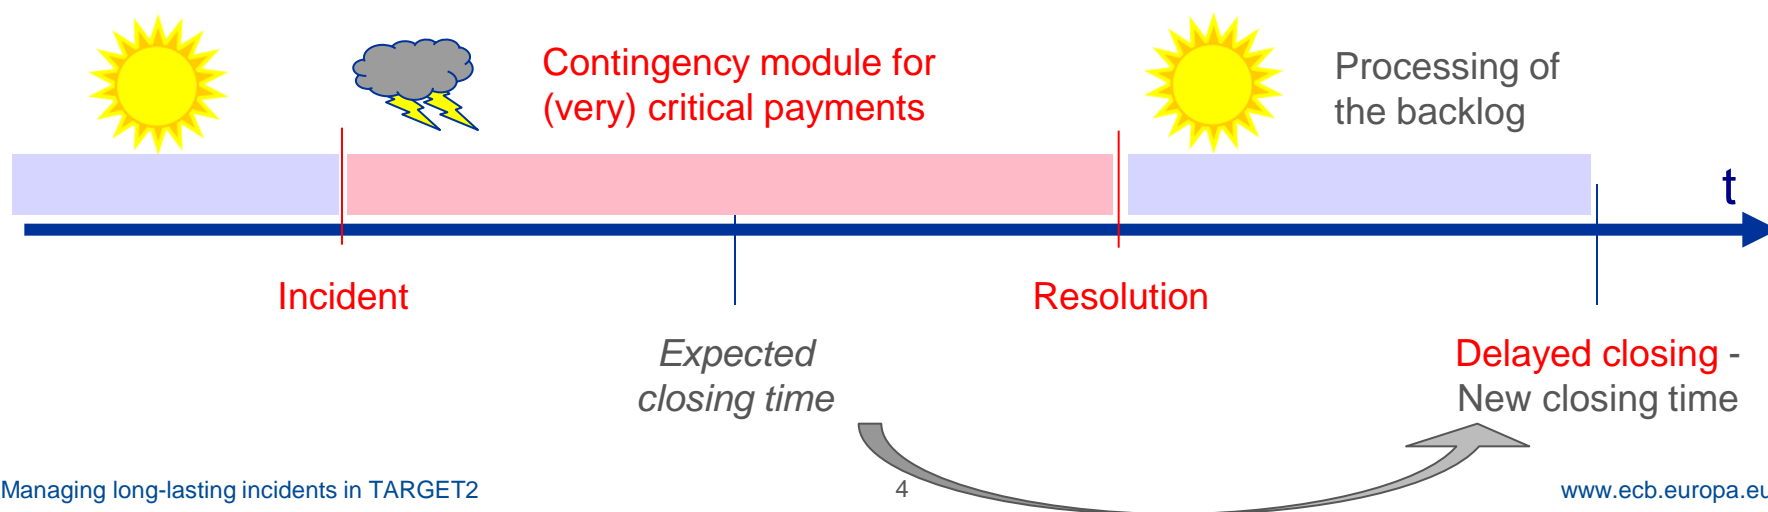 Contingency module for
(very) critical payments
Processing of
the backlog
t
Incident
Resolution
Expected
closing time
Delayed closing -
New closing time
Managing long-lasting incidents in TARGET2
4
www.ecb.europa.eu